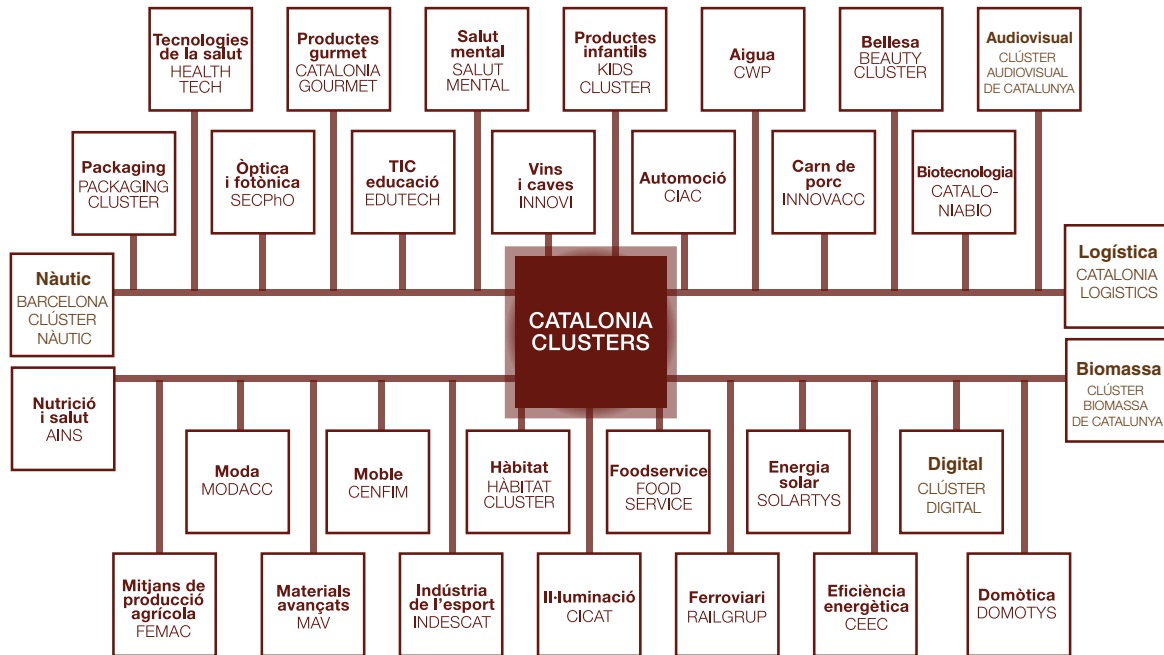 Tecnologies
de la salut
HEALTH
TECH
Productes
gurmet
CATALONIA
GOURMET
Salut
mental
SALUT
MENTAL
Productes
infantils
KIDS
CLUSTER
Aigua
CWP
Bellesa
BEAUTY
CLUSTER
Audiovisual
CLÚSTER
AUDIOVISUAL
DE CATALUNYA
Packaging
PACKAGING
CLUSTER
Òptica
i fotònica
SECPhO
TIC
educació
EDUTECH
Vins
i caves
INNOVI
Automoció
CIAC
Carn de
porc
INNOVACC
Biotecnologia
CATALO-
NIABIO
Nàutic
BARCELONA
CLÚSTER
NÀUTIC
CATALONIA
CLUSTERS
Logística
CATALONIA
LOGISTICS
Nutrició
i salut
AINS
Biomassa
CLÚSTER
BIOMASSA
DE CATALUNYA
Moda
MODACC
Moble
CENFIM
Hàbitat
HÀBITAT
CLUSTER
Foodservice
FOOD
SERVICE
Energia
solar
SOLARTYS
Digital
CLÚSTER
DIGITAL
Mitjans de
producció
agrícola
FEMAC
Materials
avançats
MAV
Indústria
de l'esport
INDESCAT
Il·luminació
CICAT
Ferroviari
RAILGRUP
Eficiència
energètica
CEEC
Domòtica
DOMOTYS